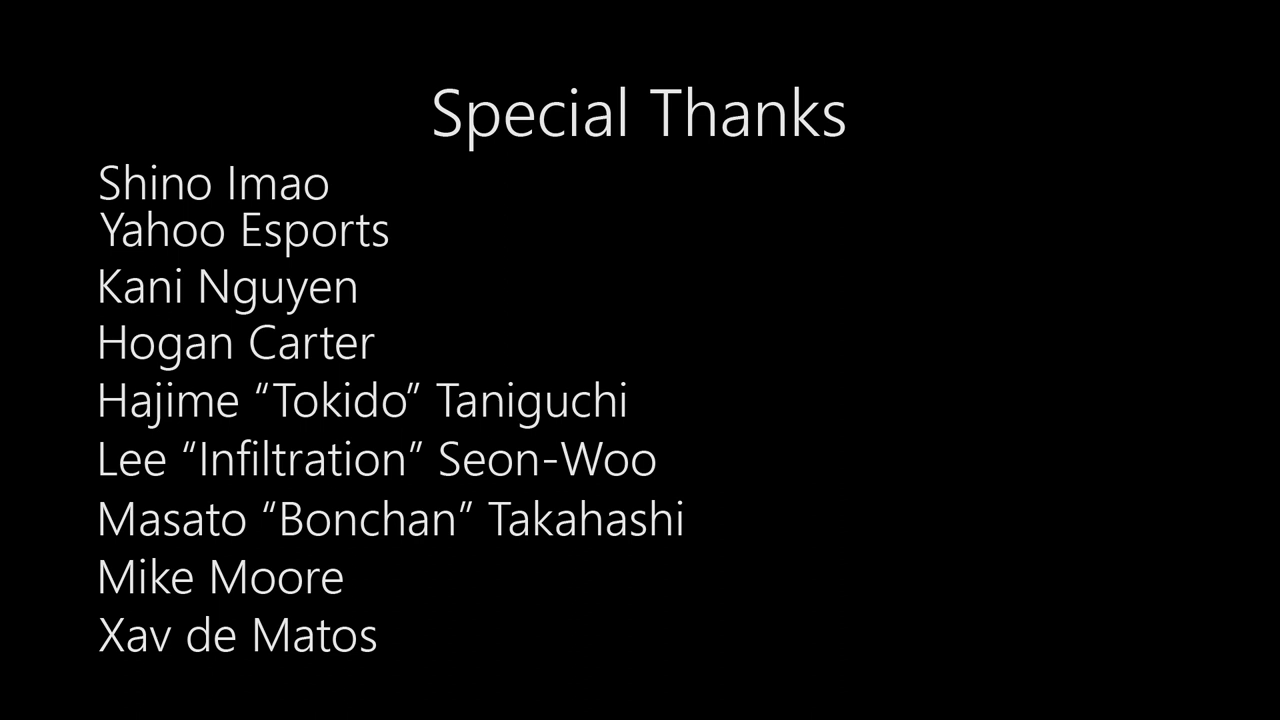 Special Thanks
Shino Imao
Yahoo Esports
Kani Nguyen
Hogan Carter
Hajime “Tokido” Taniguchi
Lee “Infiltration” Seon-Woo
Masato “Bonchan” Takahashi
Mike Moore
Xav de Matos